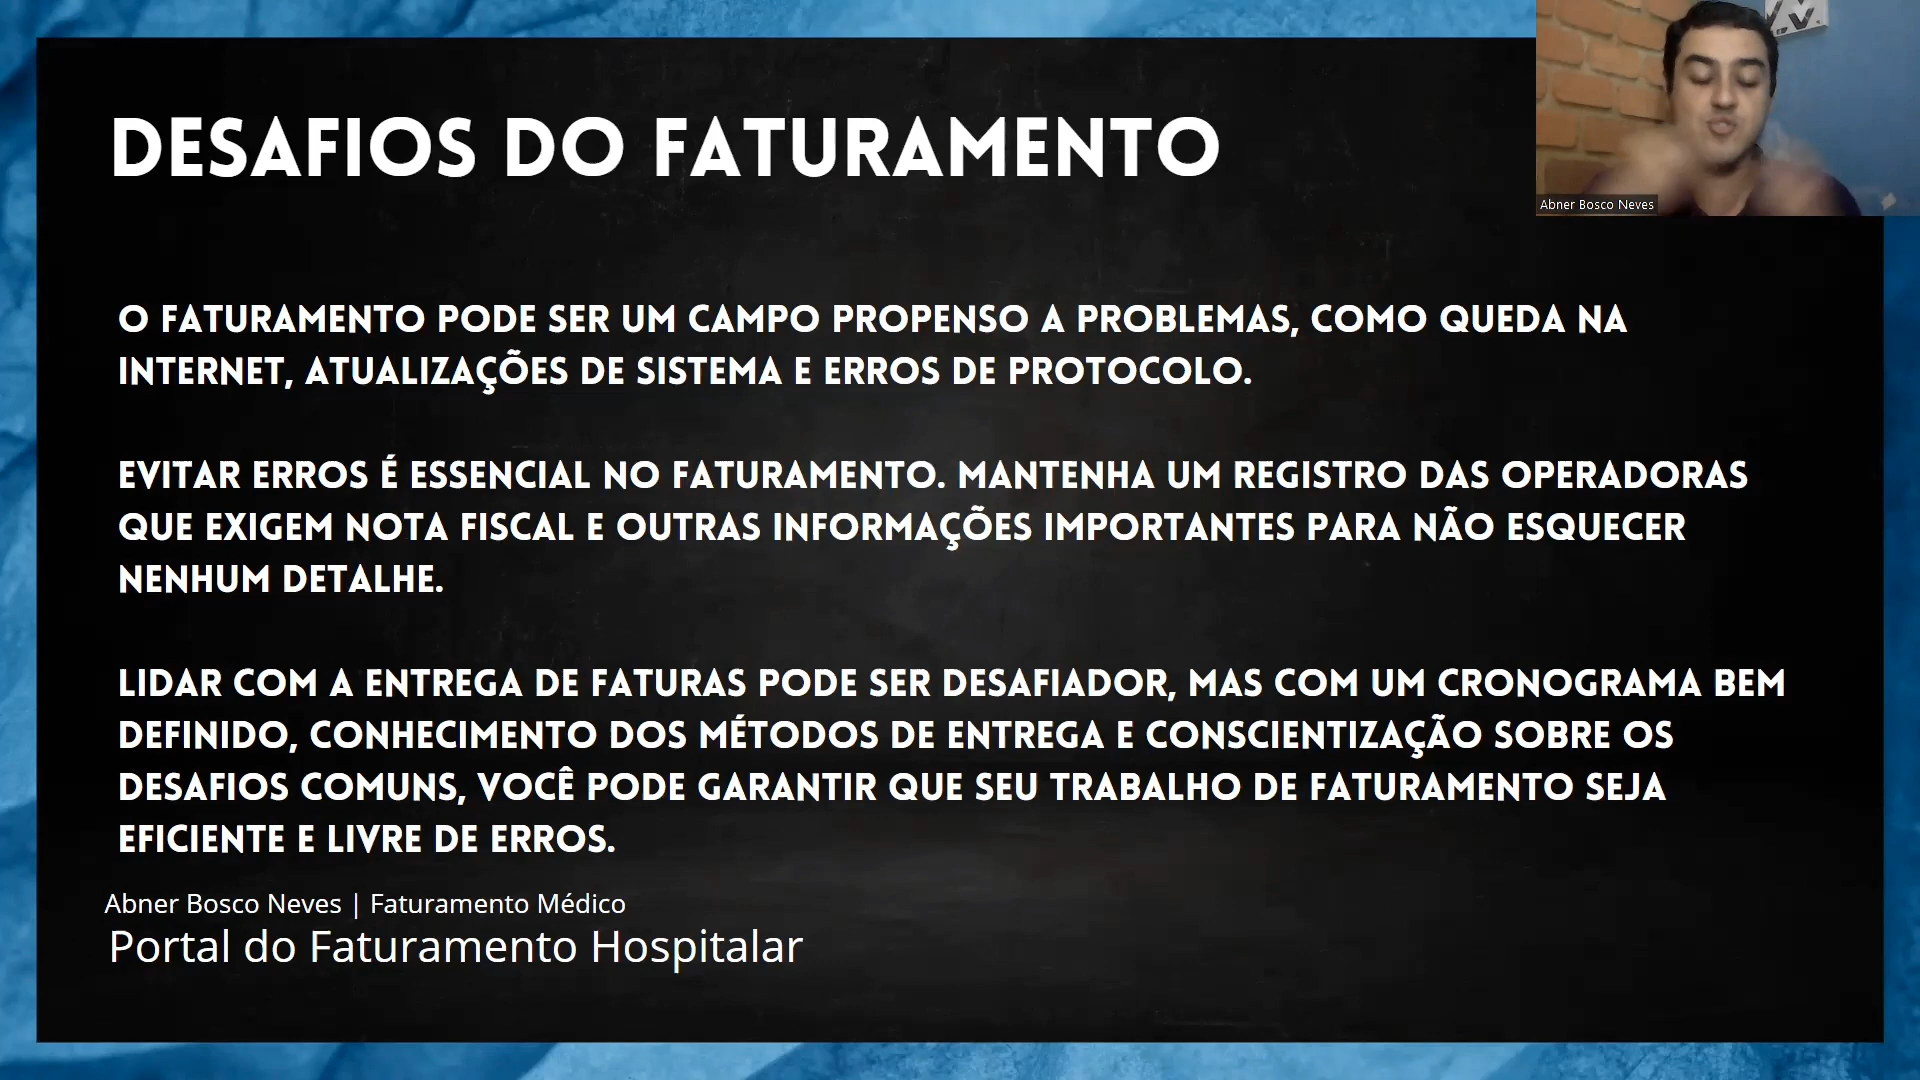 DESAFIOS DO FATURAMENTO
Abner Bosco Neves
O FATURAMENTO PODE SER UM CAMPO PROPENSO A PROBLEMAS, COMO QUEDA NA
INTERNET, ATUALIZAÇÕES DE SISTEMA E ERROS DE PROTOCOLO.
EVITAR ERROS É ESSENCIAL NO FATURAMENTO. MANTENHA UM REGISTRO DAS OPERADORAS
QUE EXIGEM NOTA FISCAL E OUTRAS INFORMAÇÕES IMPORTANTES PARA NÃO ESQUECER
NENHUM DETALHE.
LIDAR COM A ENTREGA DE FATURAS PODE SER DESAFIADOR, MAS COM UM CRONOGRAMA BEM
DEFINIDO, CONHECIMENTO DOS MÉTODOS DE ENTREGA E CONSCIENTIZAÇÃO SOBRE OS
DESAFIOS COMUNS, VOCÊ PODE GARANTIR QUE SEU TRABALHO DE FATURAMENTO SEJA
EFICIENTE E LIVRE DE ERROS.
Abner Bosco Neves | Faturamento Médico
Portal do Faturamento Hospitalar